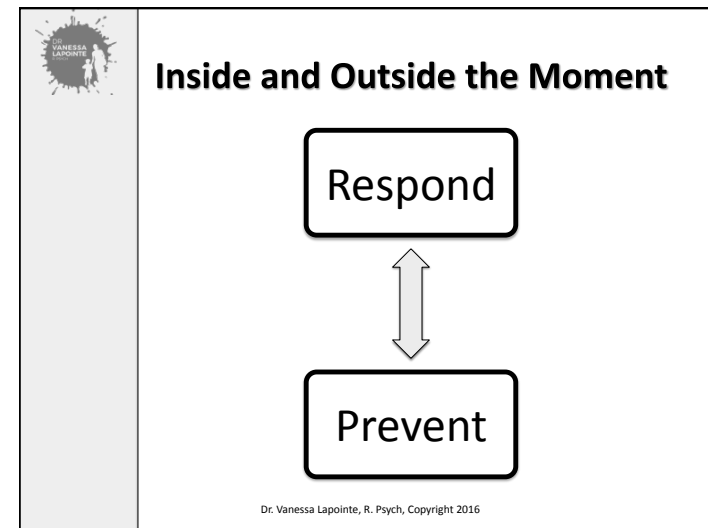 DR
VANESSA
LAPOINTE
Inside and Outside the Moment
Respond
Prevent
Dr. Vanessa Lapointe, R. Psych, Copyright 2016